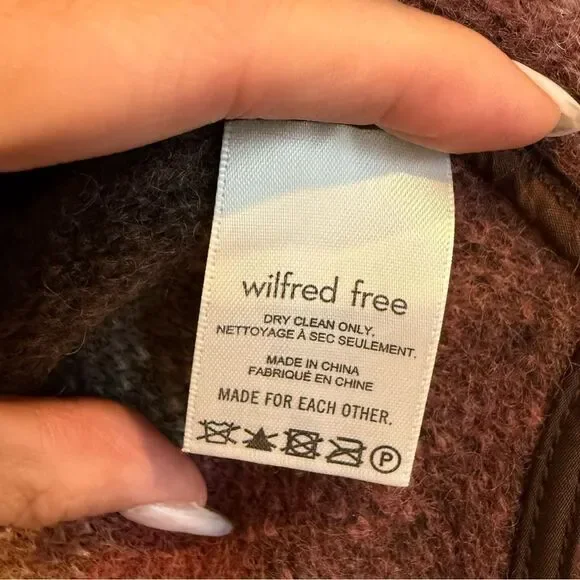 wilfred free
DRY CLEAN ONLY.
NETTOYAGE À SEC SEULEMENT.
MADE IN CHINA
FABRIQUÉ EN CHINE
MADE FOR EACH OTHER.
P